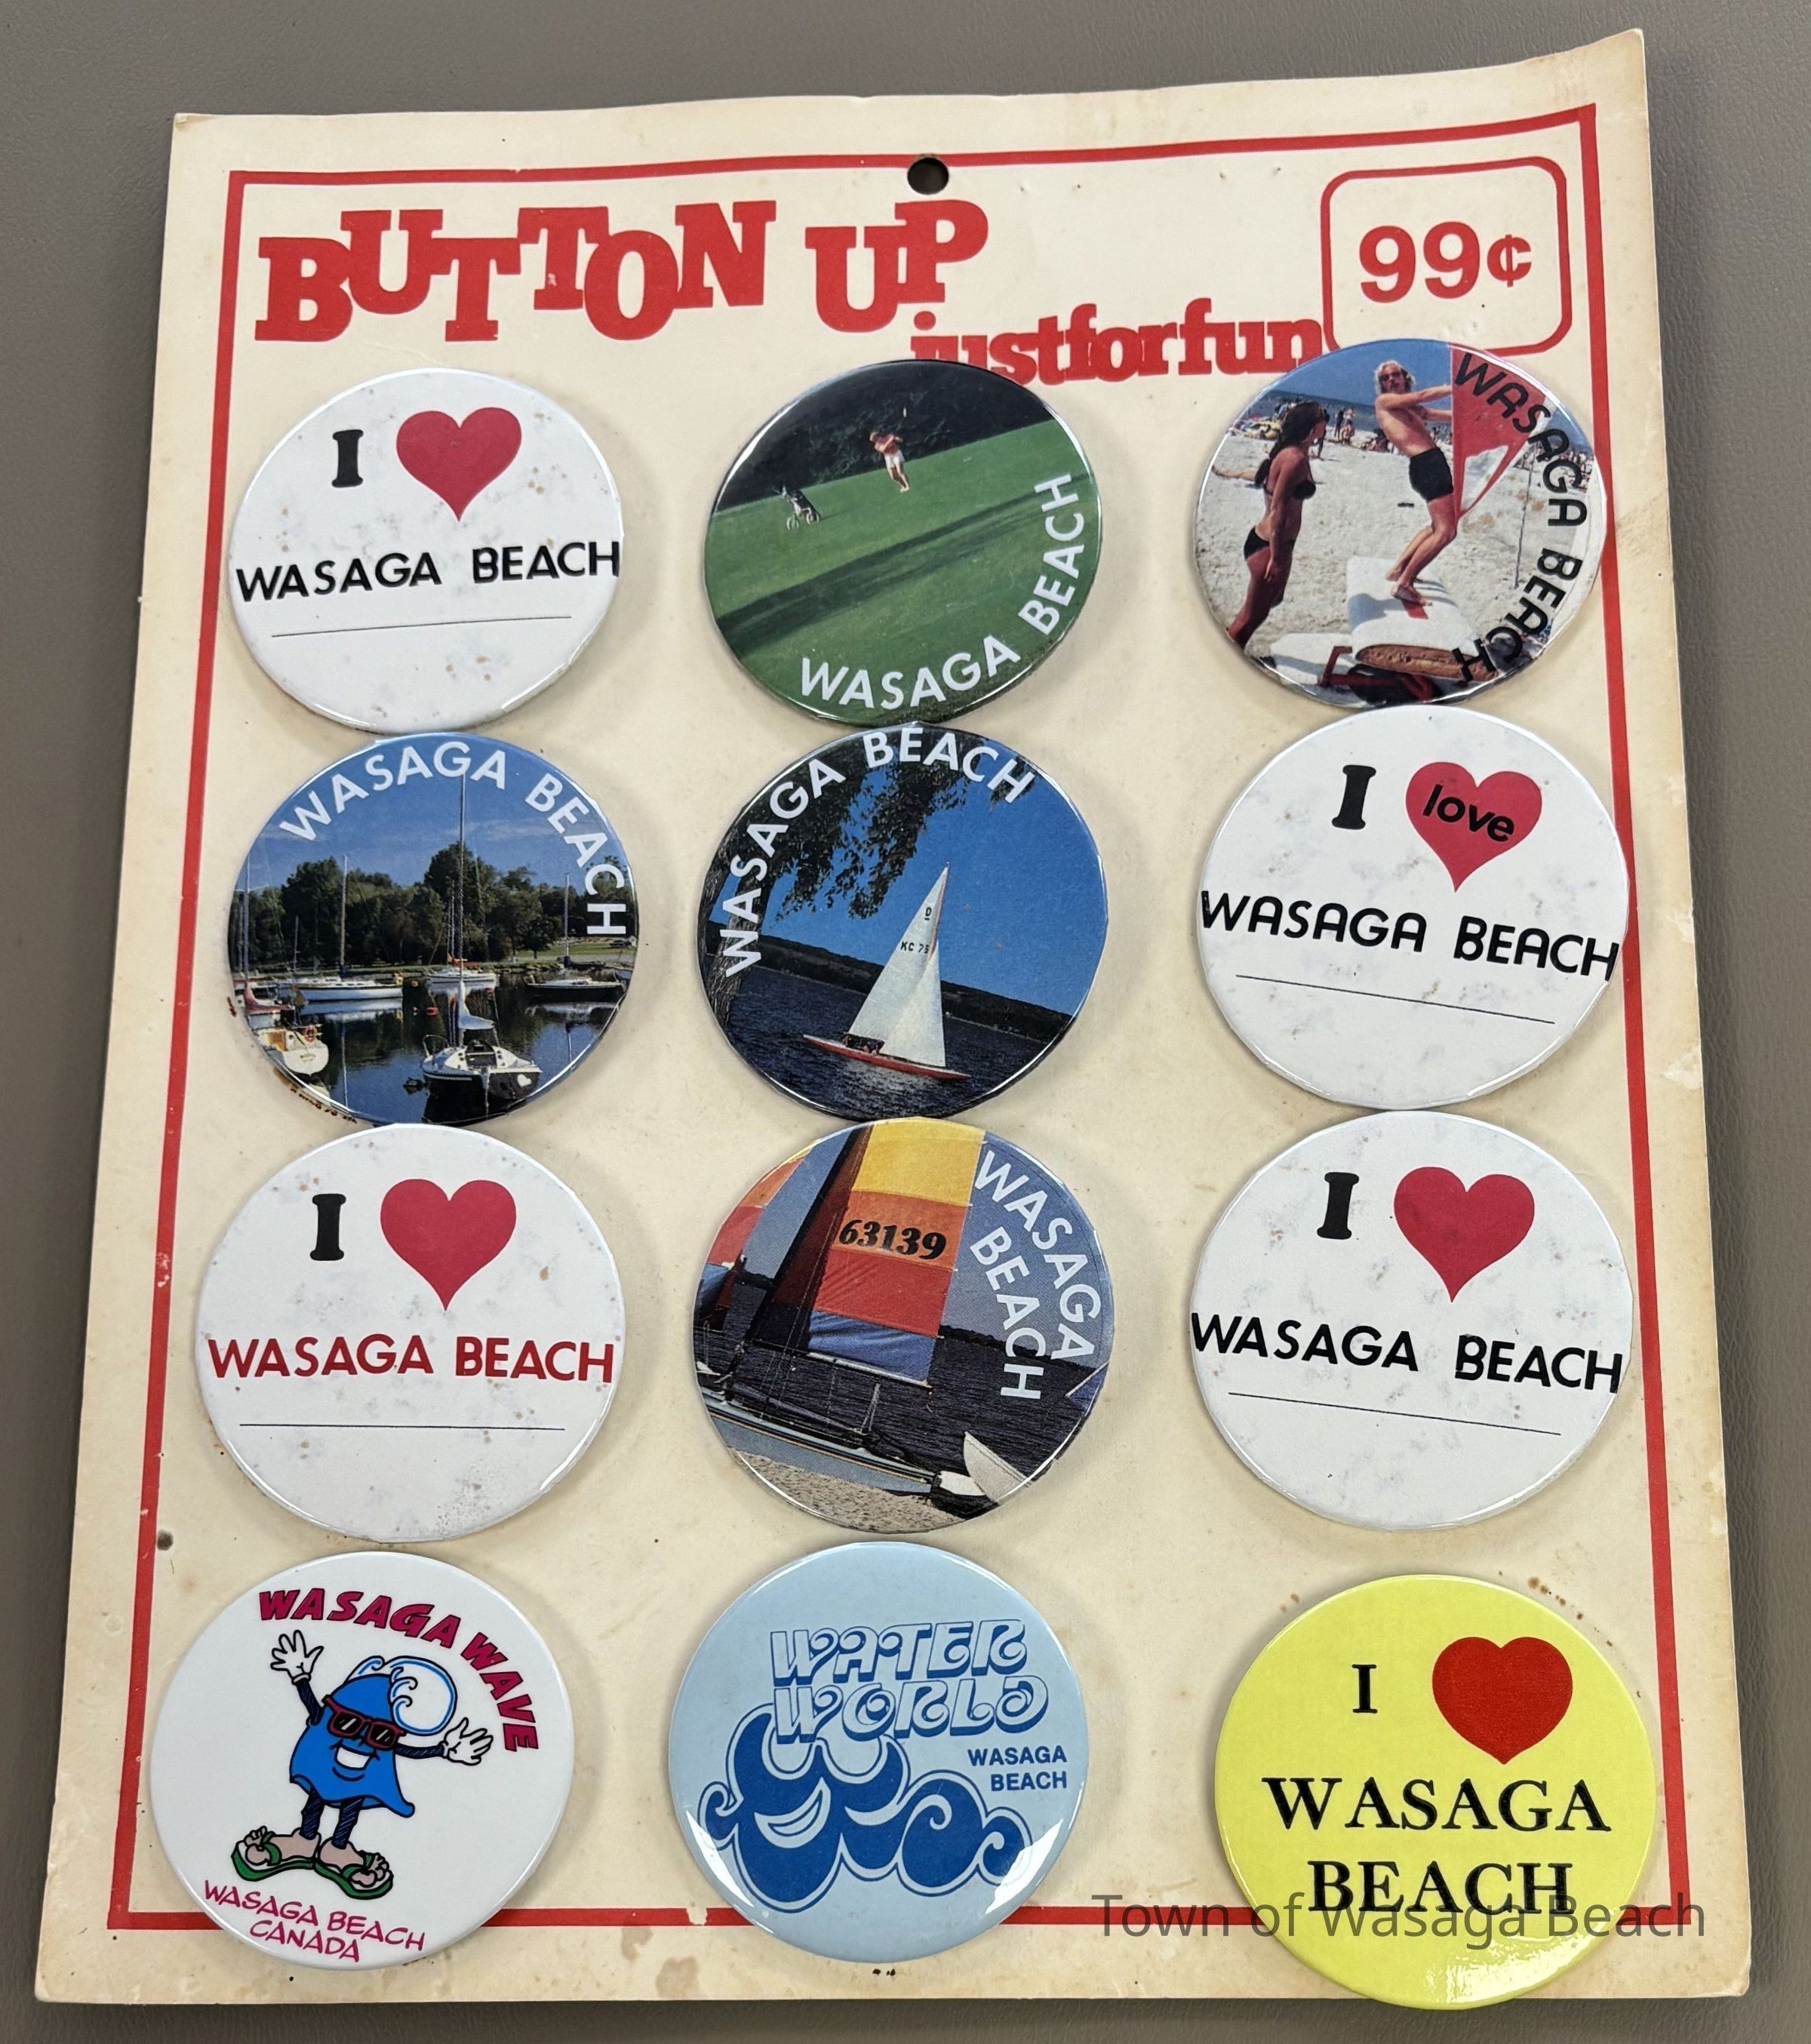 BUTTON UP
justforfun
99¢
I
WASAGA BEACH
WASAGA BEACH
WASAGA BEACH
WASAGA BEACH
WASAGA BEACH
D
KC 75
I love
WASAGA BEACH
I
WASAGA BEACH
63139
WASAGA
BEACH
I
WASAGA BEACH
WASAGA WAVE
WASAGA BEACH
CANADA
WATER
WORLD
WASAGA
BEACH
I
WASAGA
BEACH
Town of Wasaga Beach